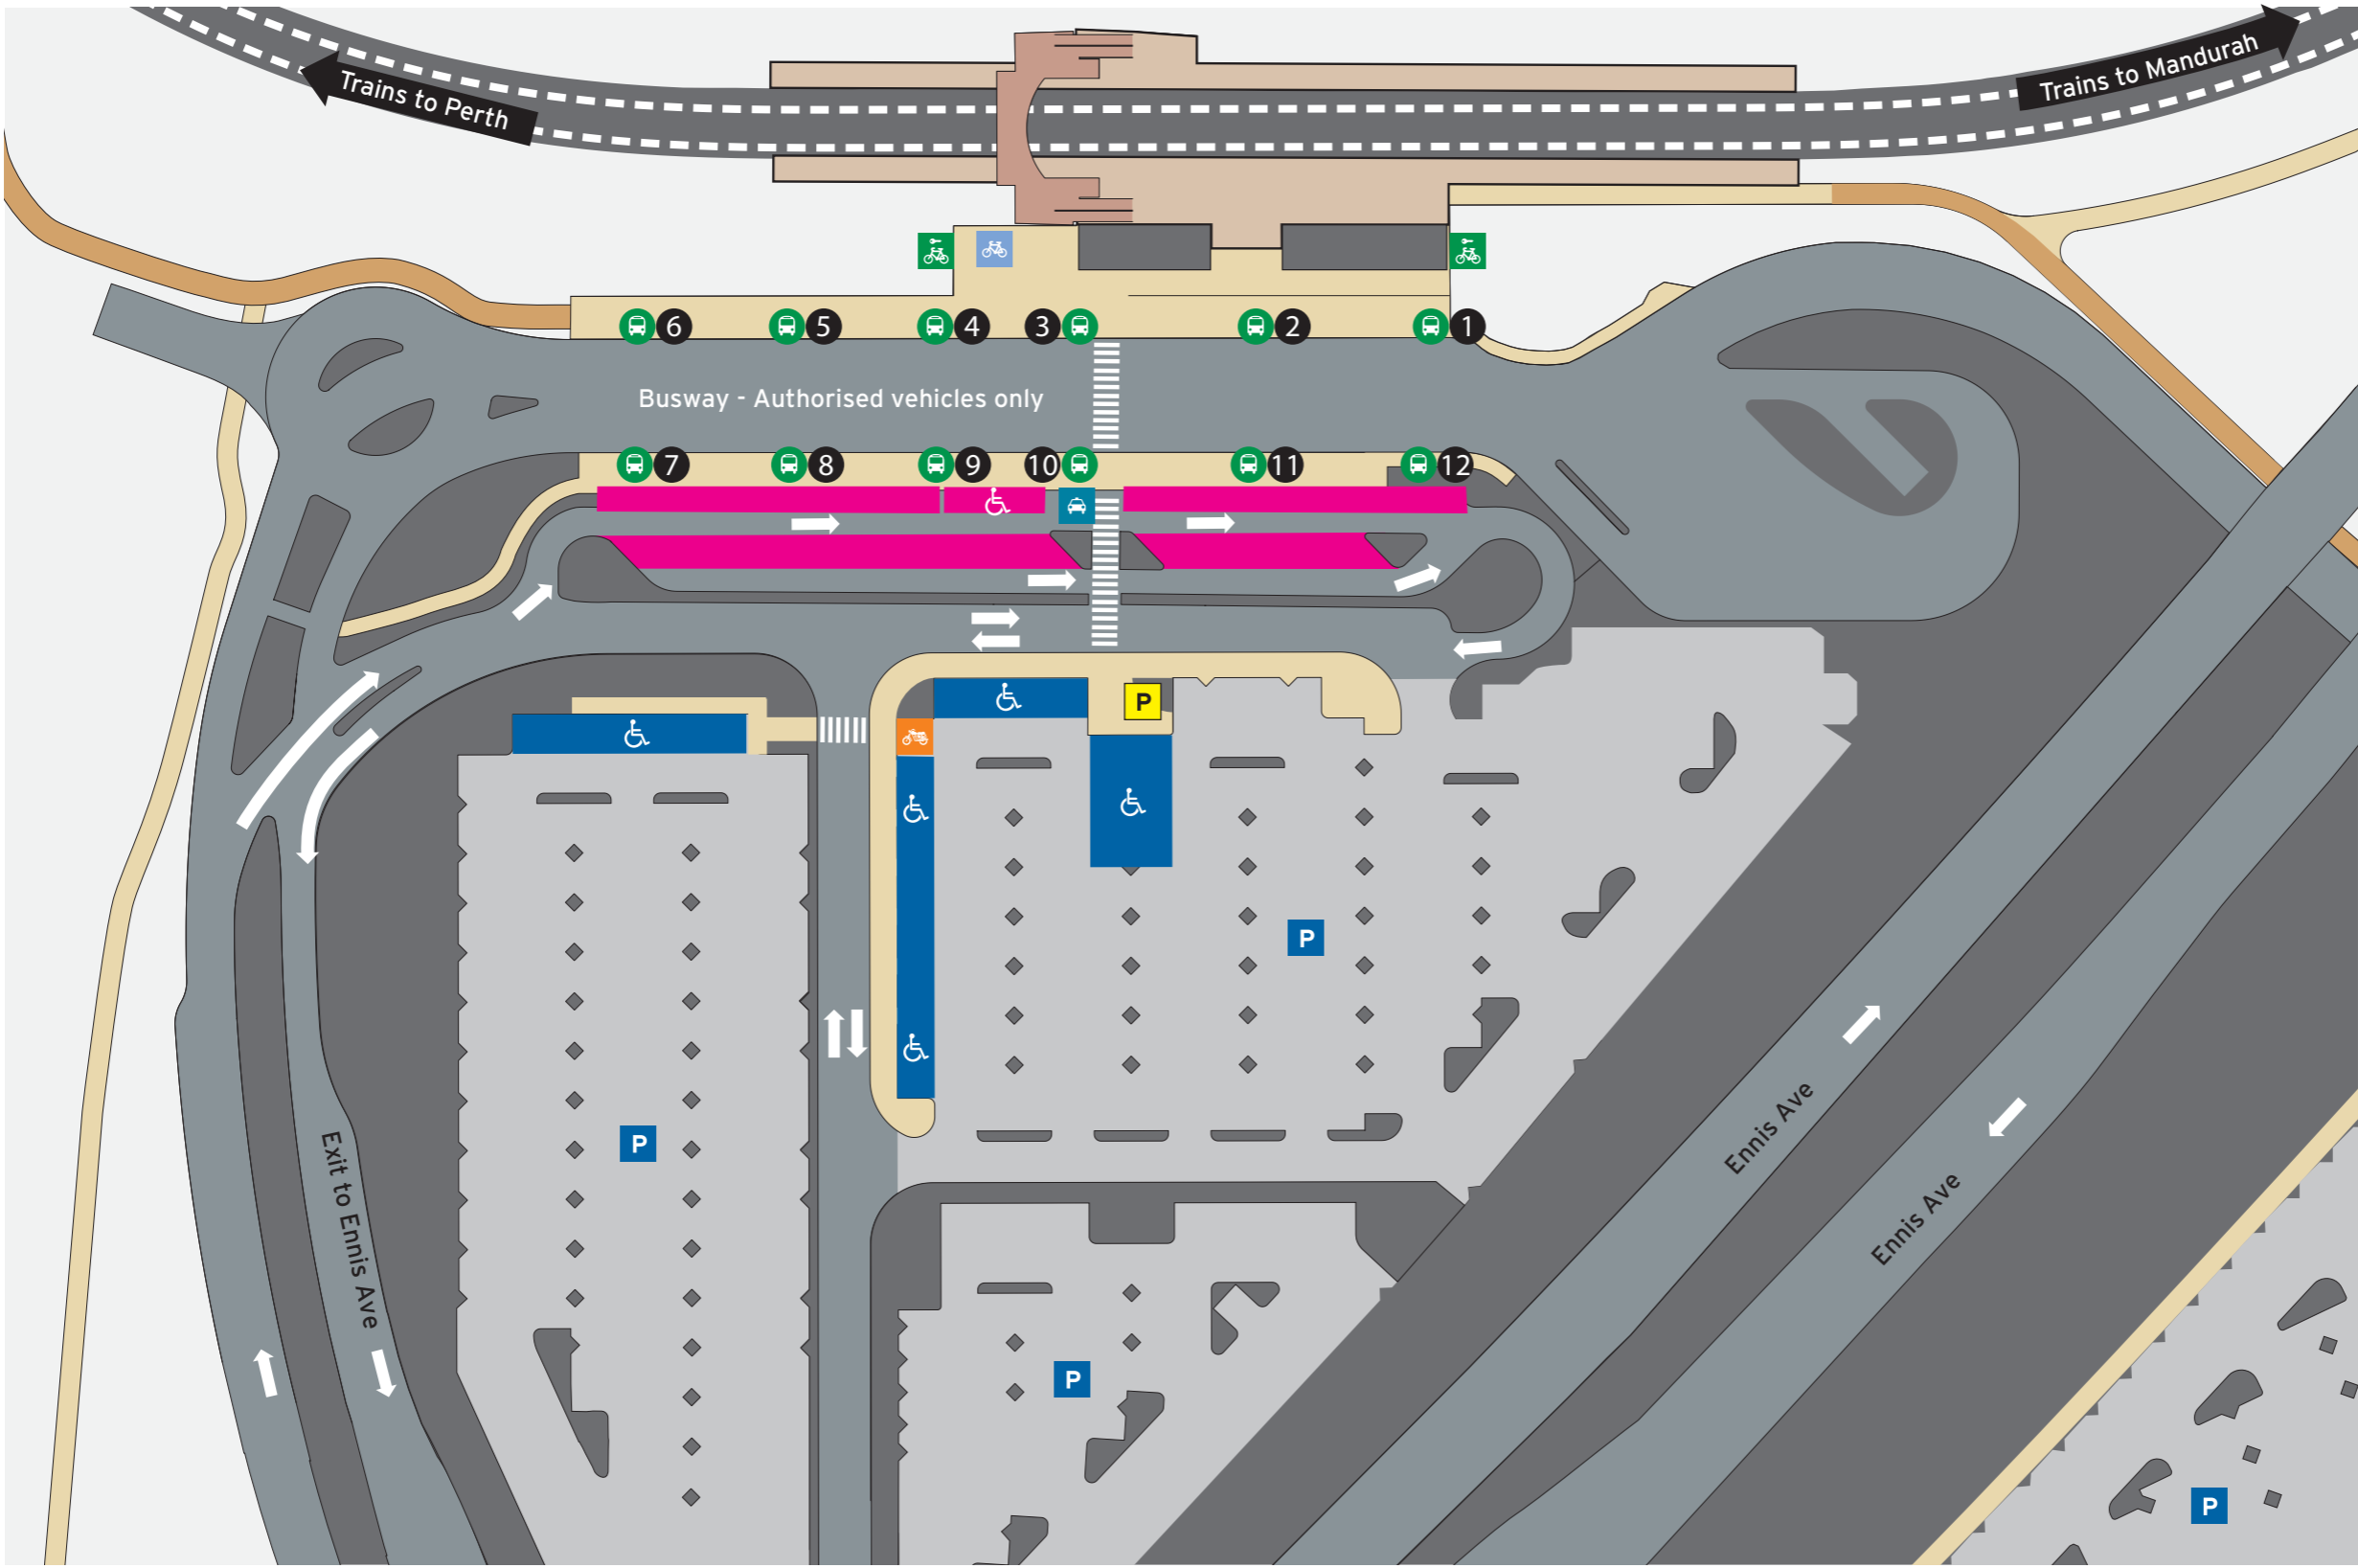 Trains to Perth
Trains to Mandurah
6
5
4
3
2
1
Busway - Authorised vehicles only
7
8
9
10
11
12
P
P
P
Exit to Ennis Ave
Ennis Ave
Ennis Ave
P
P